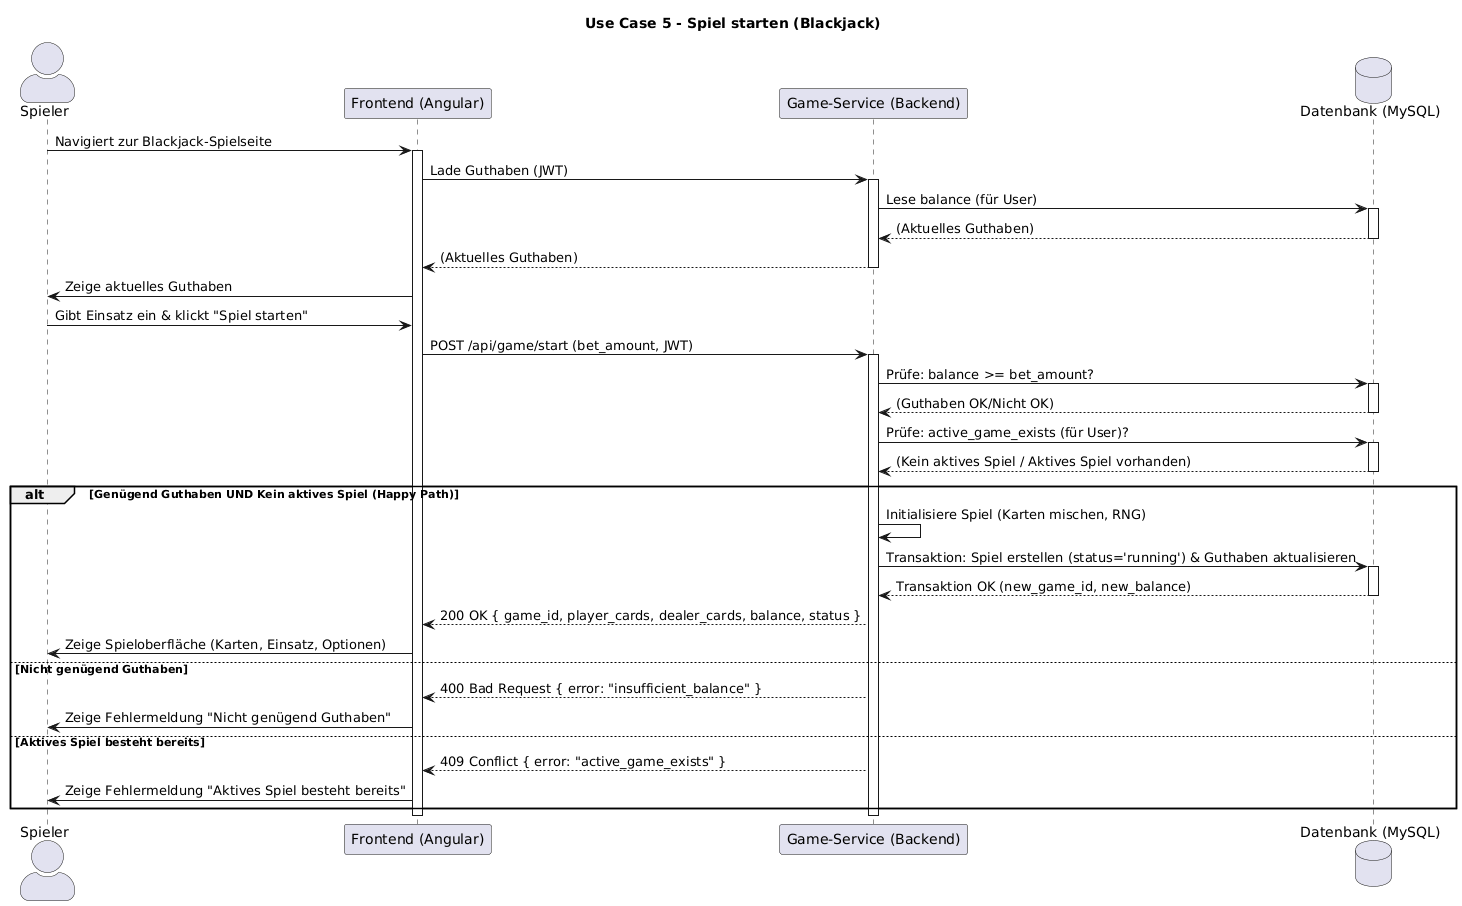 Use Case 5 - Spiel starten (Blackjack)
Spieler
Frontend (Angular)
Game-Service (Backend)
Datenbank (MySQL)
Navigiert zur Blackjack-Spielseite
Lade Guthaben (JWT)
Lese balance (für User)
(Aktuelles Guthaben)
(Aktuelles Guthaben)
Zeige aktuelles Guthaben
Gibt Einsatz ein & klickt "Spiel starten"
POST /api/game/start (bet_amount, JWT)
Prüfe: balance >= bet_amount?
(Guthaben OK/Nicht OK)
Prüfe: active_game_exists (für User)?
(Kein aktives Spiel / Aktives Spiel vorhanden)
alt [Genügend Guthaben UND Kein aktives Spiel (Happy Path)]
Initialisiere Spiel (Karten mischen, RNG)
Transaktion: Spiel erstellen (status='running') & Guthaben aktualisieren
Transaktion OK (new_game_id, new_balance)
200 OK { game_id, player_cards, dealer_cards, balance, status }
Zeige Spieloberfläche (Karten, Einsatz, Optionen)
[Nicht genügend Guthaben]
400 Bad Request { error: "insufficient_balance" }
Zeige Fehlermeldung "Nicht genügend Guthaben"
[Aktives Spiel besteht bereits]
409 Conflict { error: "active_game_exists" }
Zeige Fehlermeldung "Aktives Spiel besteht bereits"
Spieler
Frontend (Angular)
Game-Service (Backend)
Datenbank (MySQL)